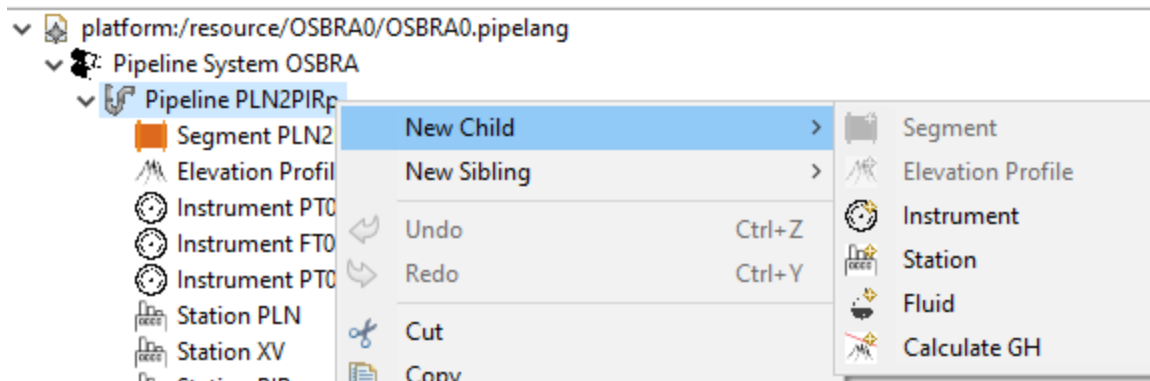 platform:/resource/OSBRA0/OSBRA0.pipelang
Pipeline System OSBRA
Pipeline PLN2PIRp
Segment PLN2
Elevation Profil
Instrument PT0
Instrument FT0
Instrument PT0
Station PLN
Station XV
New Child
New Sibling
Undo Ctrl+Z
Redo Ctrl+Y
Cut
Copy
Segment
Elevation Profile
Instrument
Station
Fluid
Calculate GH